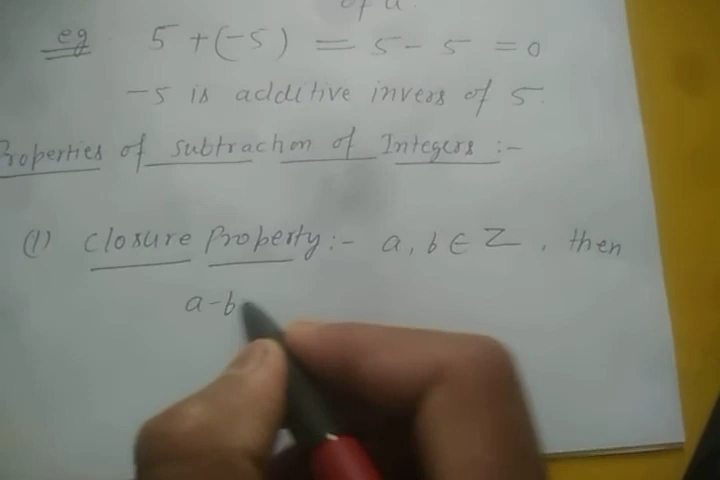 of a.
eg 5 + (-5) = 5 - 5 = 0
-5 is additive invers of 5.
Properties of Subtraction of Integers :-
(1) Closure Property :- a, b ∈ Z, then
a-b